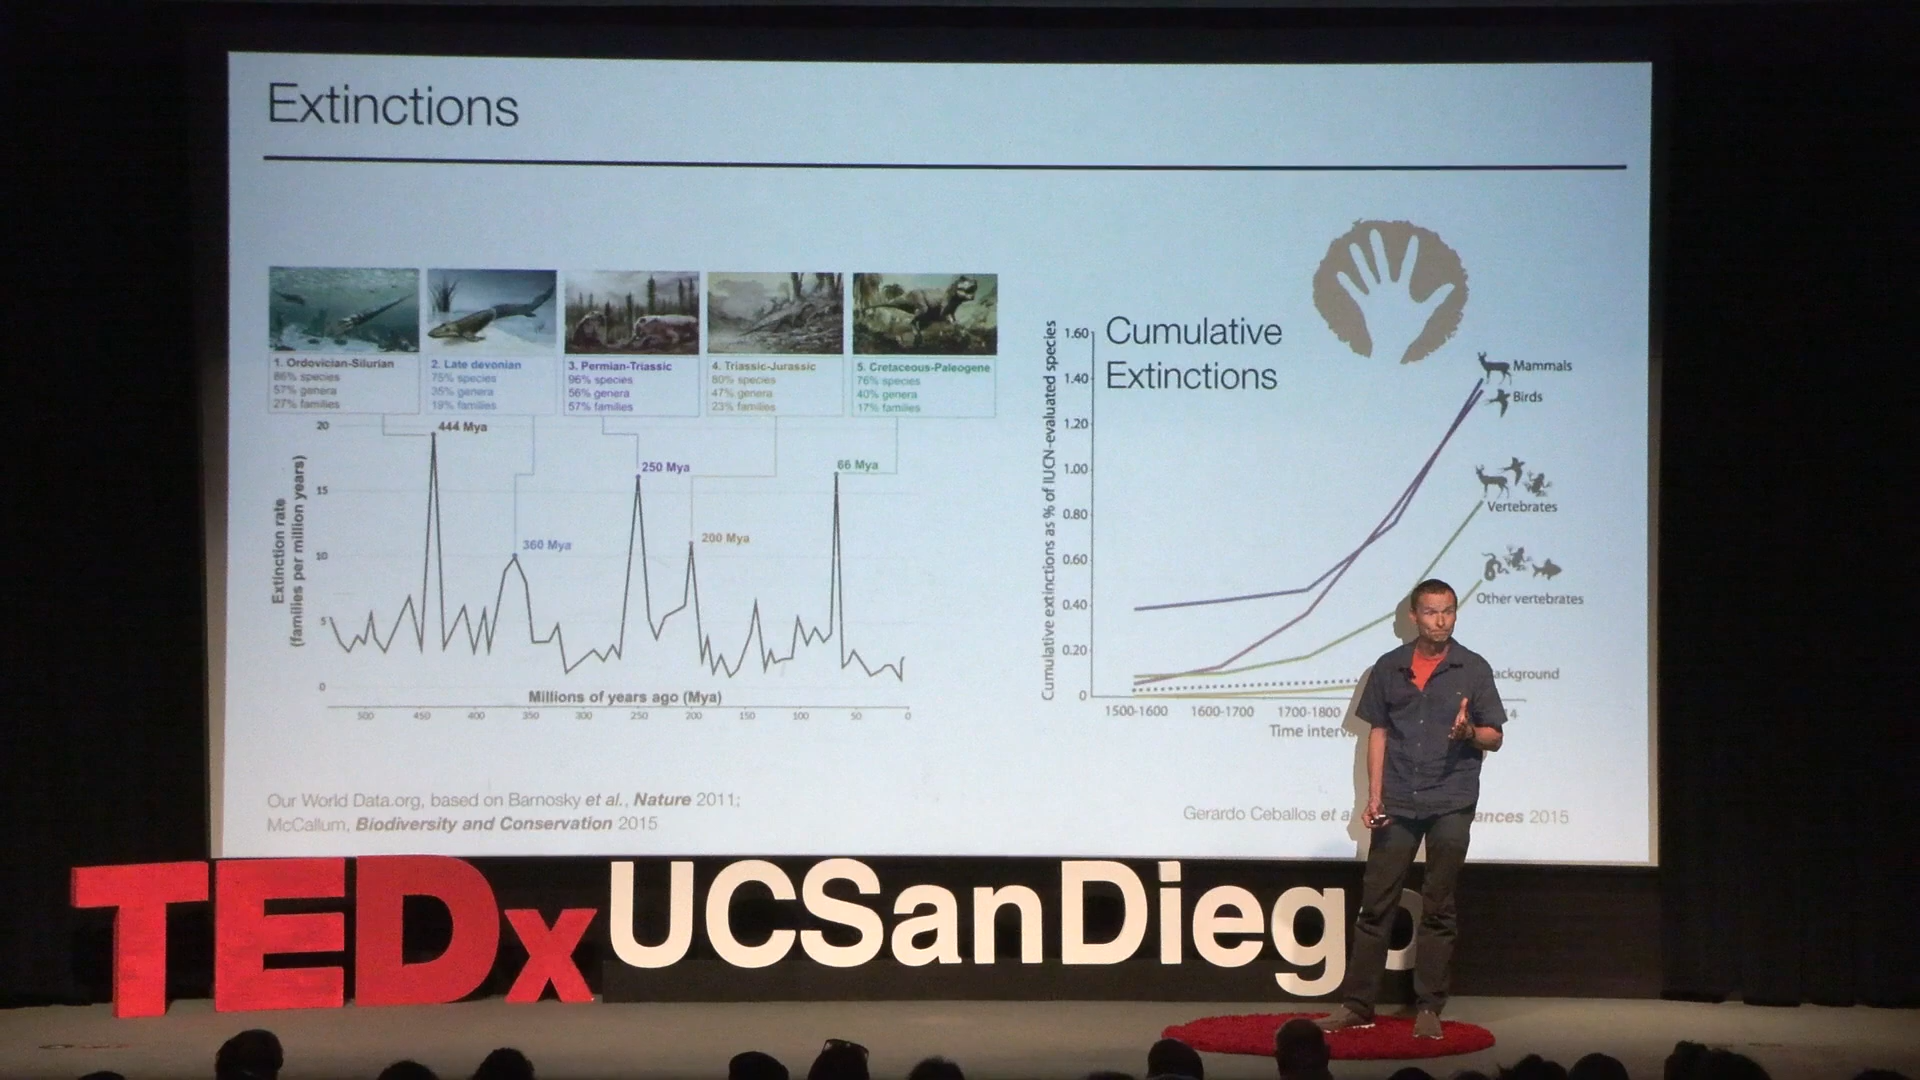 Extinctions
1. Ordovician-Silurian
86% species
57% genera
27% families
2. Late devonian
75% species
35% genera
19% families
3. Permian-Triassic
96% species
56% genera
57% families
4. Triassic-Jurassic
80% species
47% genera
23% families
5. Cretaceous-Paleogene
76% species
40% genera
17% families
Extinction rate
(families per million years)
20
15
10
5
0
444 Mya
360 Mya
250 Mya
200 Mya
66 Mya
Millions of years ago (Mya)
500 450 400 350 300 250 200 150 100 50 0
Our World Data.org, based on Barnosky et al., Nature 2011;
McCallum, Biodiversity and Conservation 2015
Cumulative
Extinctions
Cumulative extinctions as % of IUCN-evaluated species
1.60
1.40
1.20
1.00
0.80
0.60
0.40
0.20
0
Mammals
Birds
Vertebrates
Other vertebrates
ackground
1500-1600 1600-1700 1700-1800 4
Time interva
Gerardo Ceballos et a ances 2015
TEDxUCSanDiego